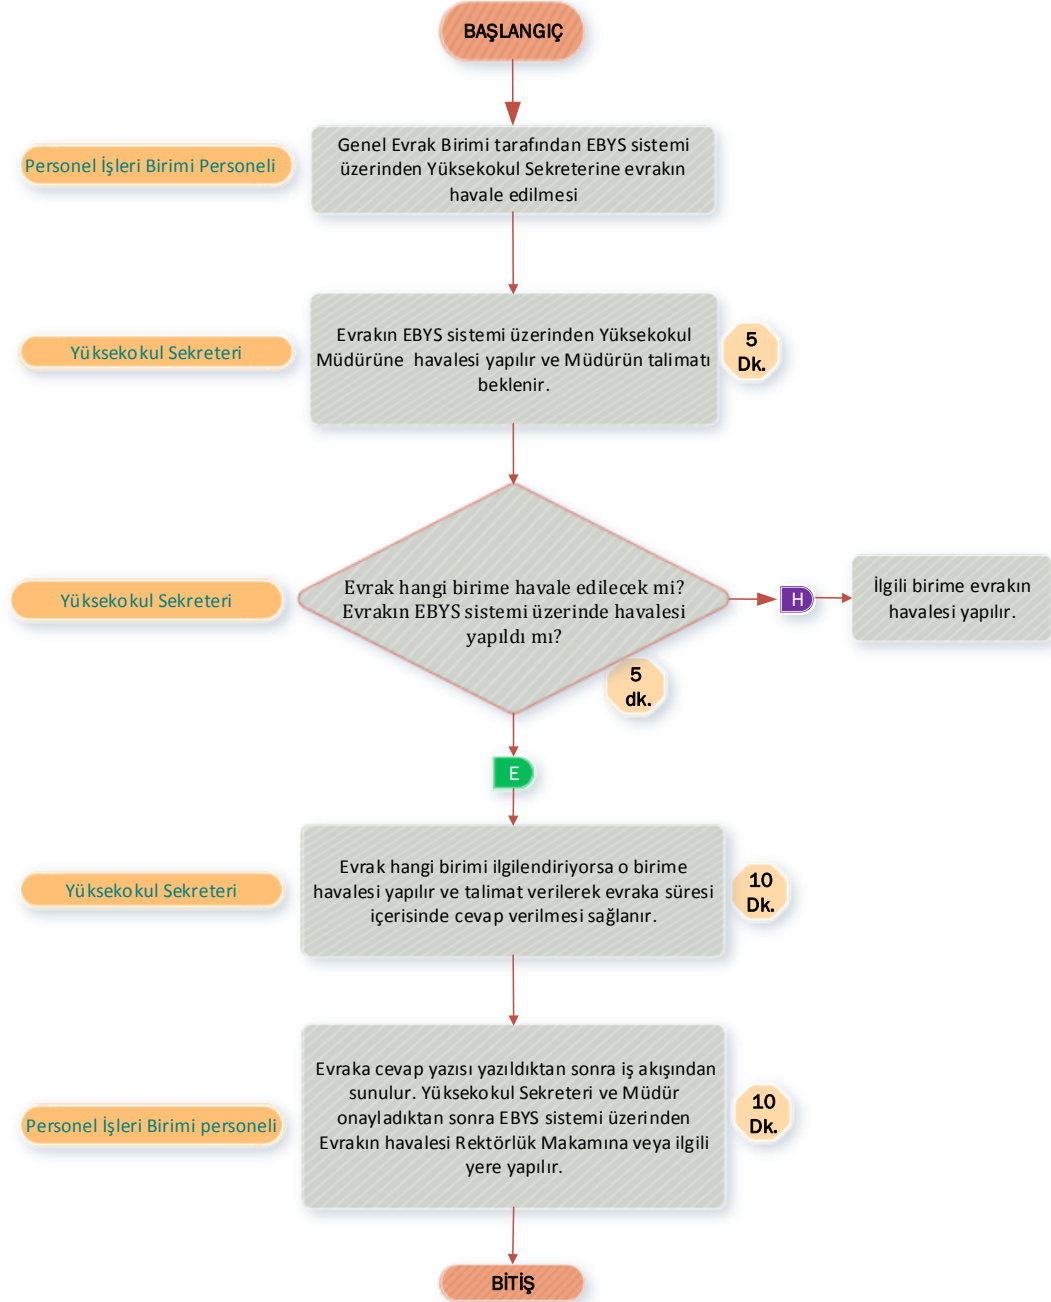 BAŞLANGIÇ
Personel İşleri Birimi Personeli
Genel Evrak Birimi tarafından EBYS sistemi
üzerinden Yüksekokul Sekreterine evrakın
havale edilmesi
Yüksekokul Sekreteri
Evrakın EBYS sistemi üzerinden Yüksekokul
Müdürüne havalesi yapılır ve Müdürün talimatı
beklenir.
5
Dk.
Yüksekokul Sekreteri
Evrak hangi birime havale edilecek mi?
Evrakın EBYS sistemi üzerinde havalesi
yapıldı mı?
5
dk.
H
İlgili birime evrakın
havalesi yapılır.
E
Yüksekokul Sekreteri
Evrak hangi birimi ilgilendiriyorsa o birime
havalesi yapılır ve talimat verilerek evraka süresi
içerisinde cevap verilmesi sağlanır.
10
Dk.
Personel İşleri Birimi personeli
Evraka cevap yazısı yazıldıktan sonra iş akışından
sunulur. Yüksekokul Sekreteri ve Müdür
onayladıktan sonra EBYS sistemi üzerinden
Evrakın havalesi Rektörlük Makamına veya ilgili
yere yapılır.
10
Dk.
BİTİŞ